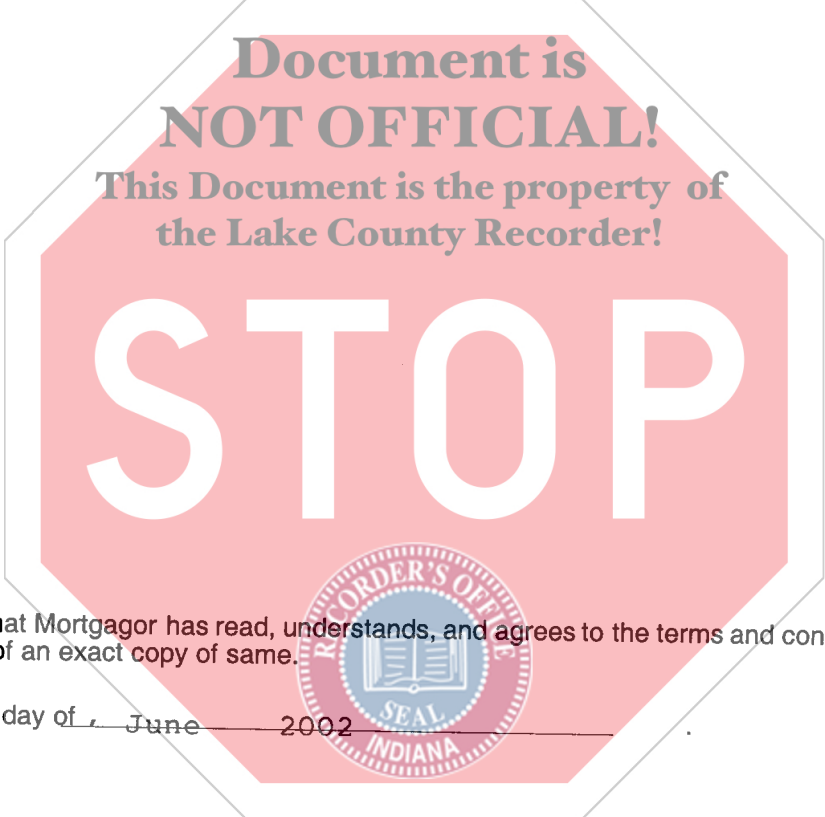 Document is
NOT OFFICIAL!
This Document is the property of
the Lake County Recorder!
STOP
RECORDER'S OFFICE
at Mortgagor has read, understands, and agrees to the terms and con
of an exact copy of same.
SEAL
day of , June 2002 .
INDIANA